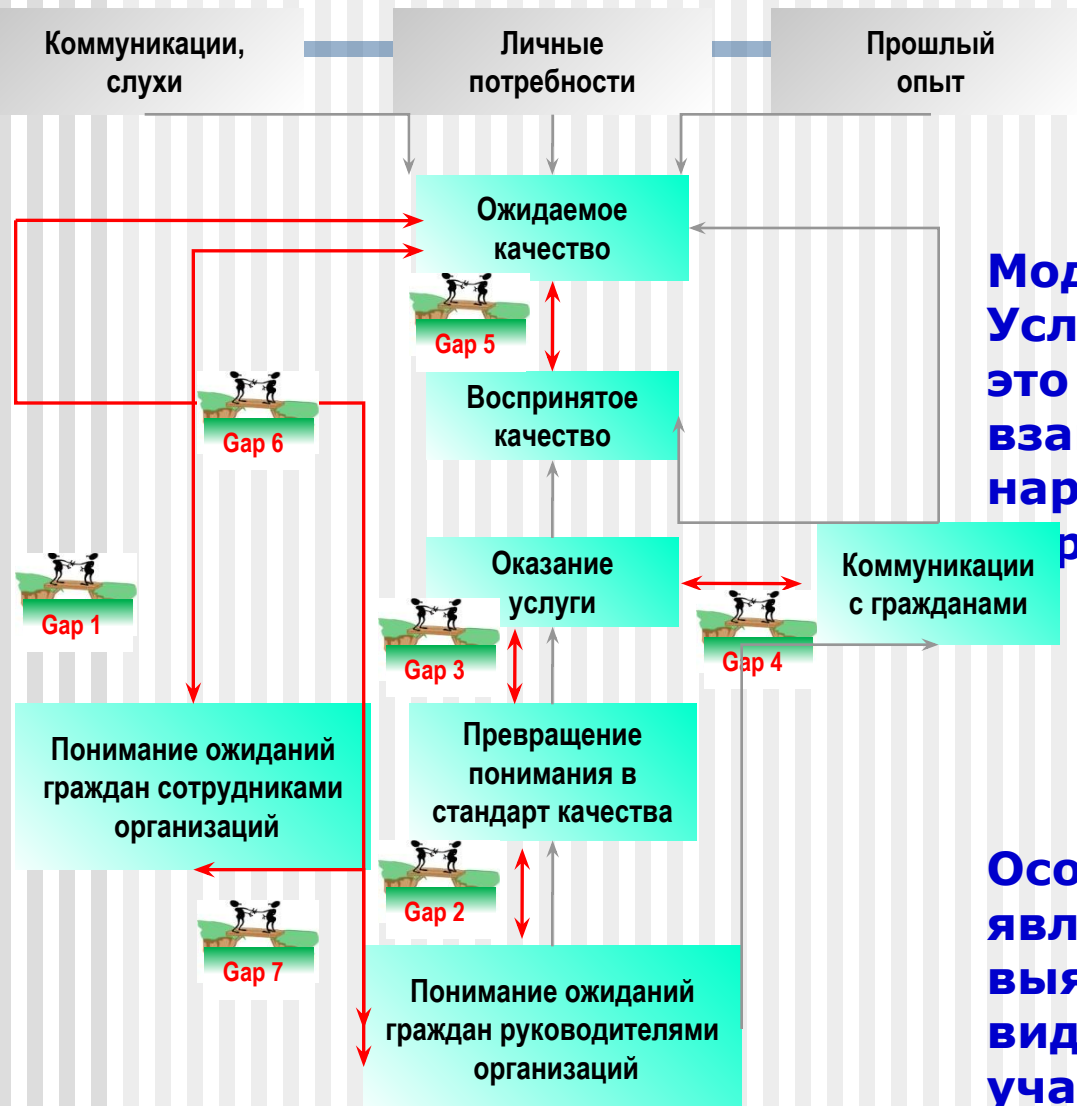 Коммуникации,
слухи
Личные
потребности
Прошлый
опыт
Ожидаемое
качество
Gap 5
Воспринятое
качество
Gap 6
Gap 1
Оказание
услуги
Коммуникации
с гражданами
Gap 3
Gap 4
Понимание ожиданий
граждан сотрудниками
организаций
Превращение
понимания в
стандарт качества
Gap 2
Gap 7
Понимание ожиданий
граждан руководителями
организаций
это